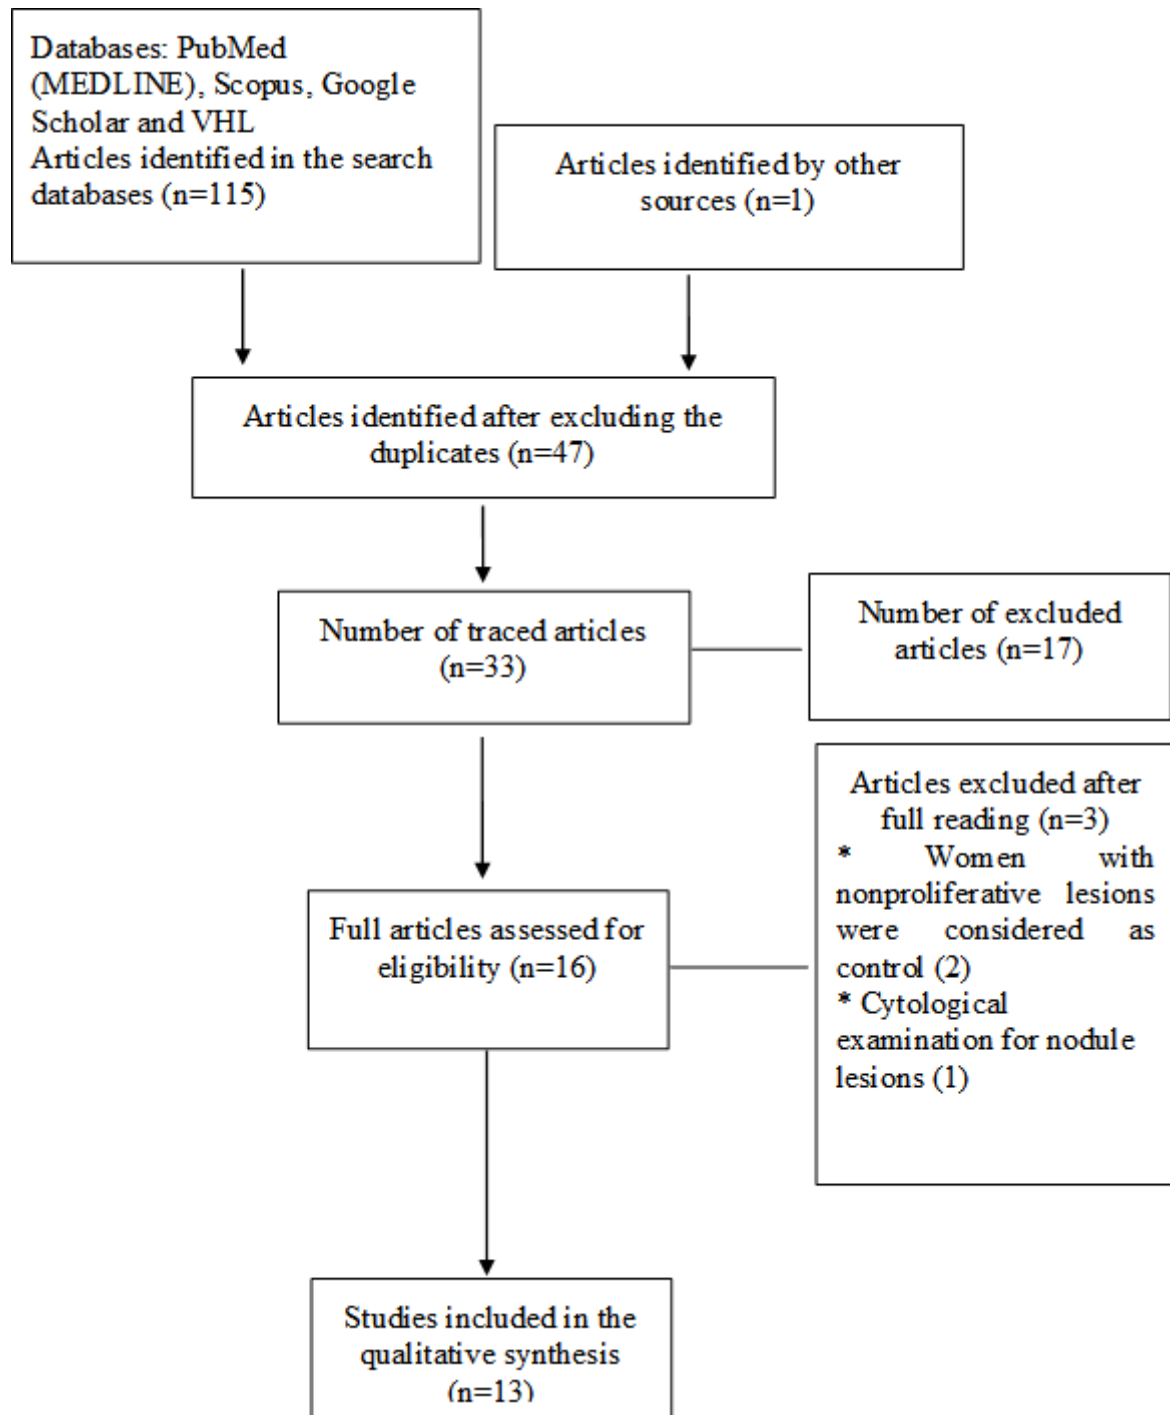 Databases: PubMed
(MEDLINE), Scopus, Google
Scholar and VHL
Articles identified in the search
databases (n=115)
Articles identified by other
sources (n=1)
Articles identified after excluding the
duplicates (n=47)
Number of traced articles
(n=33)
Number of excluded
articles (n=17)
Full articles assessed for
eligibility (n=16)
Articles excluded after
full reading (n=3)
* Women with
nonproliferative lesions
were considered as
control (2)
* Cytological
examination for nodule
lesions (1)
Studies included in the
qualitative synthesis
(n=13)